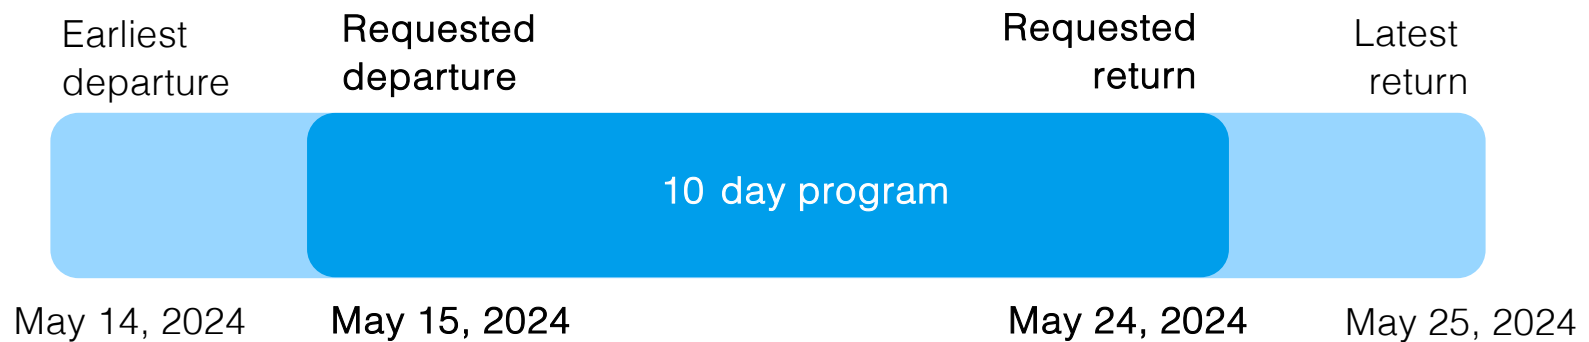 Earliest
departure
Requested
departure
Requested
return
Latest
return
10 day program
May 14, 2024
May 15, 2024
May 24, 2024
May 25, 2024